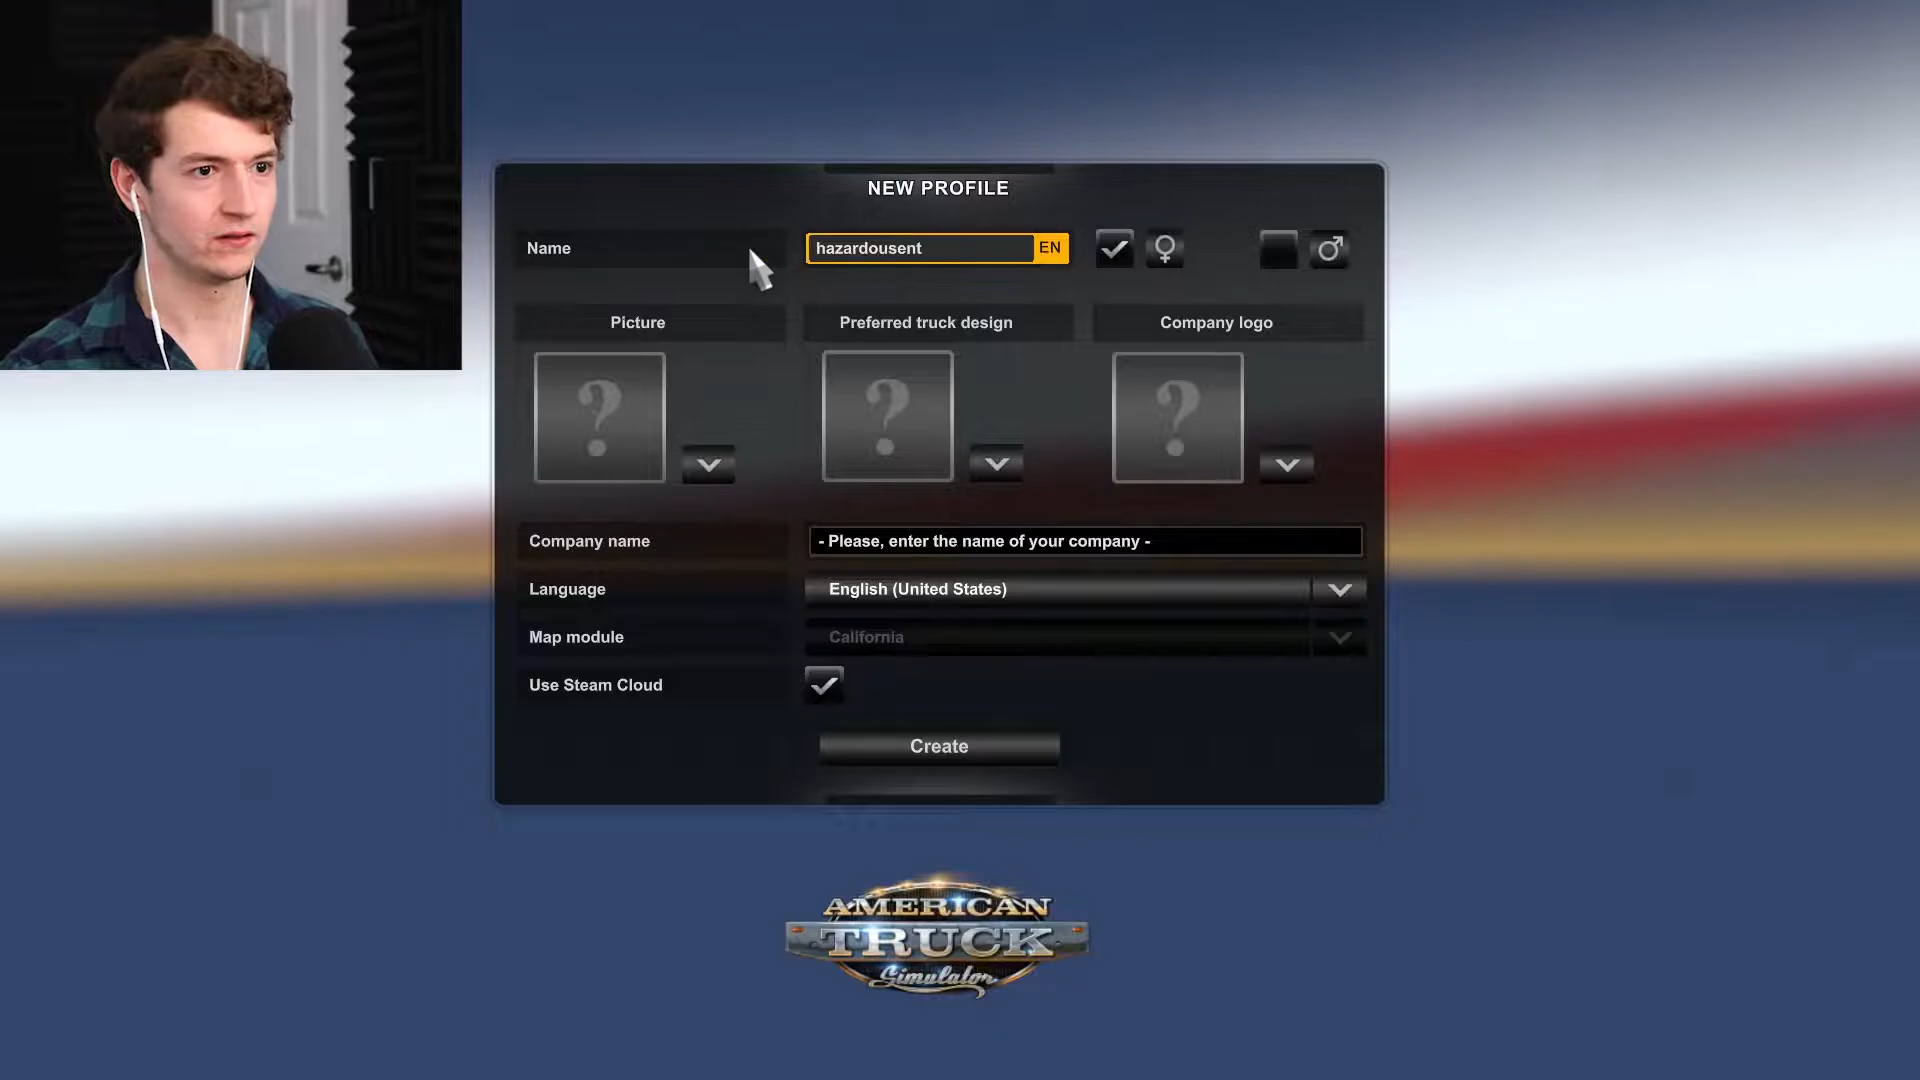 NEW PROFILE
Name
hazardousent
EN
Picture
Preferred truck design
Company logo
?
?
?
Company name
- Please, enter the name of your company -
Language
English (United States)
Map module
California
Use Steam Cloud
Create
AMERICAN
TRUCK
Simulator